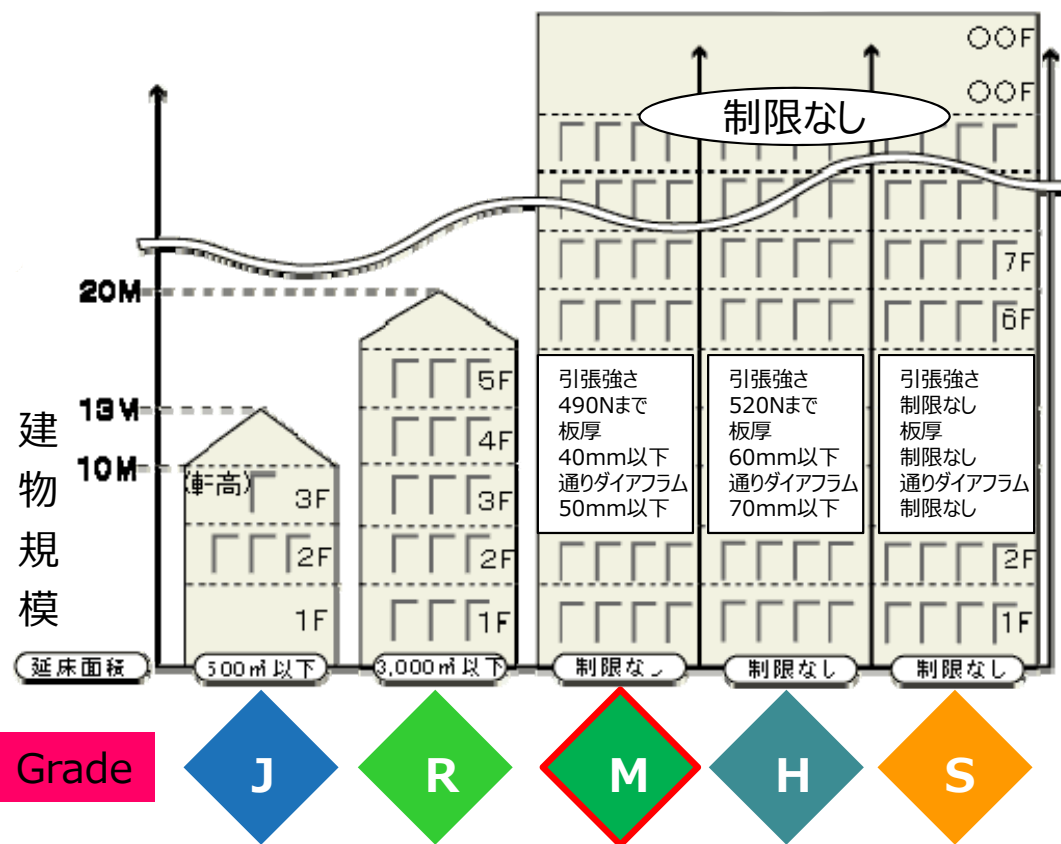 ○○F
○○F
制限なし
7F
20M
6F
13M
10M
建物規模
(軒高)
3F
2F
1F
5F
4F
3F
2F
1F
引張強さ
490Nまで
板厚
40mm以下
通りダイアフラム
50mm以下
引張強さ
520Nまで
板厚
60mm以下
通りダイアフラム
70mm以下
引張強さ
制限なし
板厚
制限なし
通りダイアフラム
制限なし
2F
1F
延床面積
500㎡以下
3,000㎡以下
制限なし
制限なし
制限なし
Grade
J
R
M
H
S